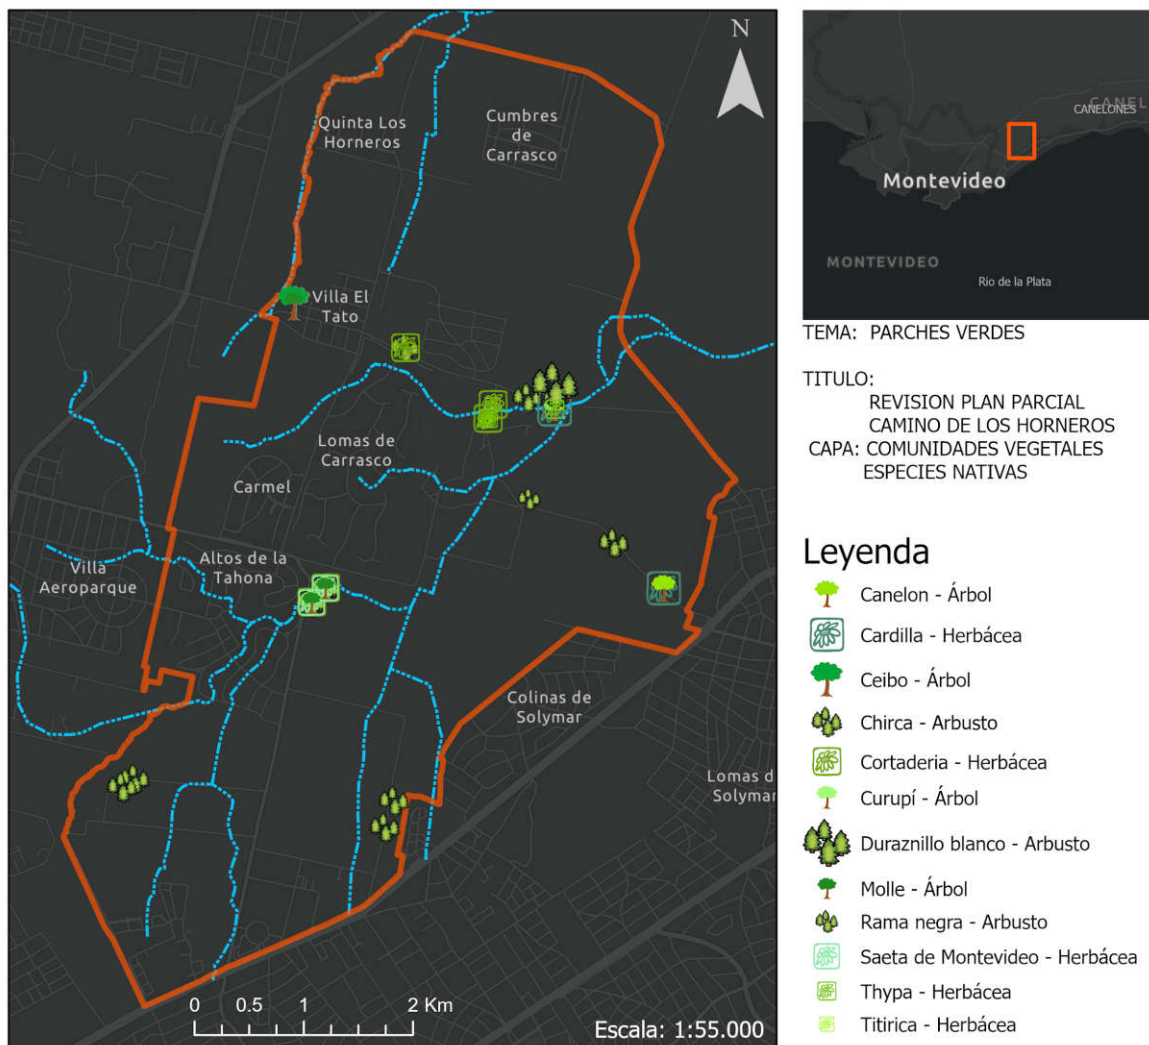 N
Quinta Los
Horneros
Cumbres
de
Carrasco
Villa El
Tato
Lomas de
Carrasco
Carmel
Altos de la
Tahona
Villa
Aeroparque
Colinas de
Solymar
Lomas d
Solymar
0 0.5 1 2 Km
Escala: 1:55.000
CANEL
CANELONES
Montevideo
MONTEVIDEO
Rio de la Plata
TEMA: PARCHES VERDES
TITULO:
REVISION PLAN PARCIAL
CAMINO DE LOS HORNEROS
CAPA: COMUNIDADES VEGETALES
ESPECIES NATIVAS
Leyenda
Canelon - Árbol
Cardilla - Herbácea
Ceibo - Árbol
Chirca - Arbusto
Cortaderia - Herbácea
Curupí - Árbol
Duraznillo blanco - Arbusto
Molle - Árbol
Rama negra - Arbusto
Saeta de Montevideo - Herbácea
Thypa - Herbácea
Titirica - Herbácea